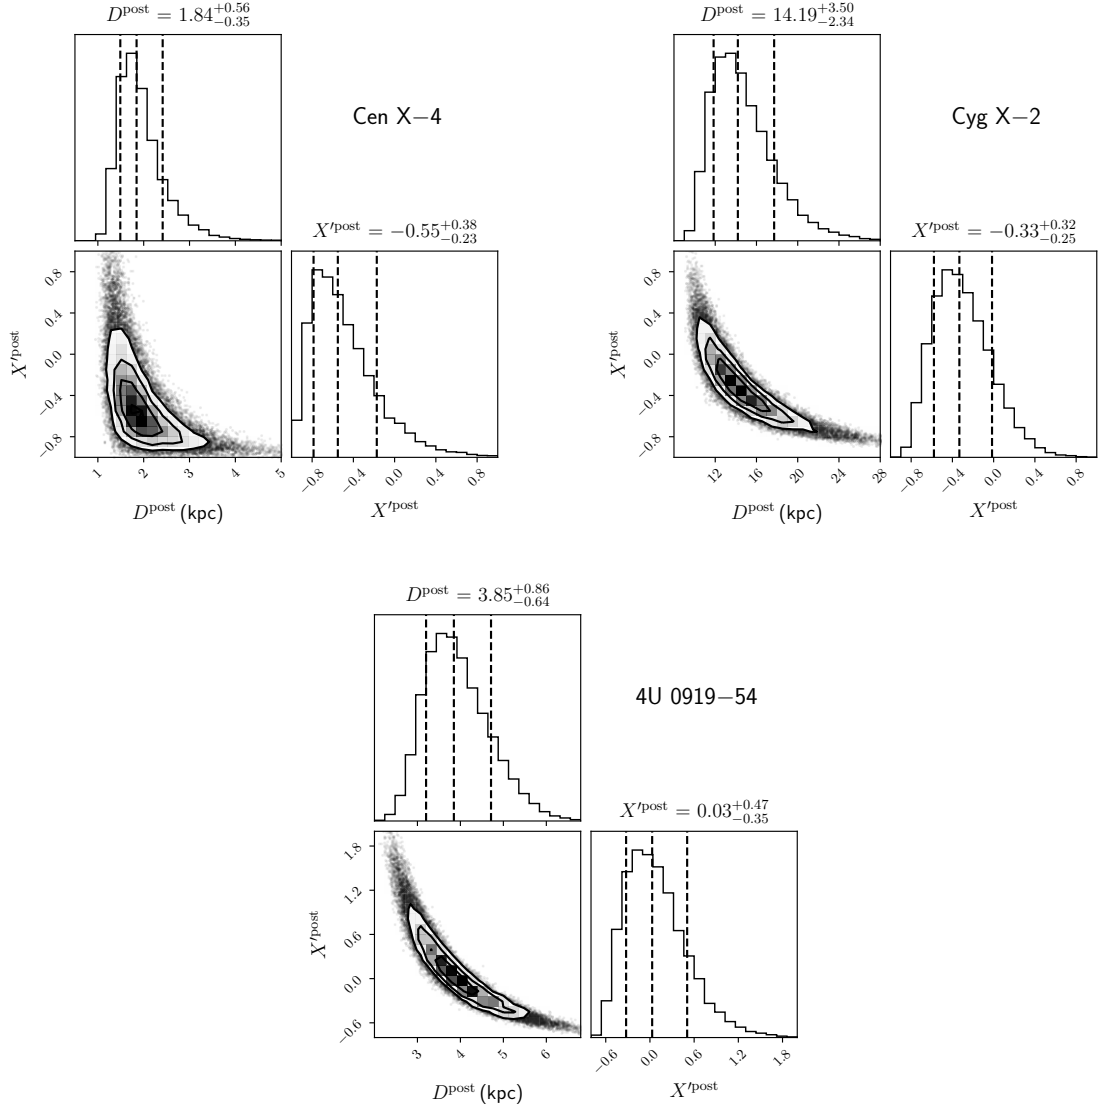 D^post = 1.84^+0.56_−0.35
Cen X−4
X′^post = −0.55^+0.38_−0.23
0.8
0.4
0.0
−0.4
−0.8
X′^post
1 2 3 4 5
D^post (kpc)
−0.8 −0.4 0.0 0.4 0.8
X′^post
D^post = 14.19^+3.50_−2.34
Cyg X−2
X′^post = −0.33^+0.32_−0.25
0.8
0.4
0.0
−0.4
−0.8
X′^post
12 16 20 24 28
D^post (kpc)
−0.8 −0.4 0.0 0.4 0.8
X′^post
D^post = 3.85^+0.86_−0.64
4U 0919−54
X′^post = 0.03^+0.47_−0.35
1.8
1.2
0.6
0.0
−0.6
X′^post
3 4 5 6
D^post (kpc)
−0.6 0.0 0.6 1.2 1.8
X′^post